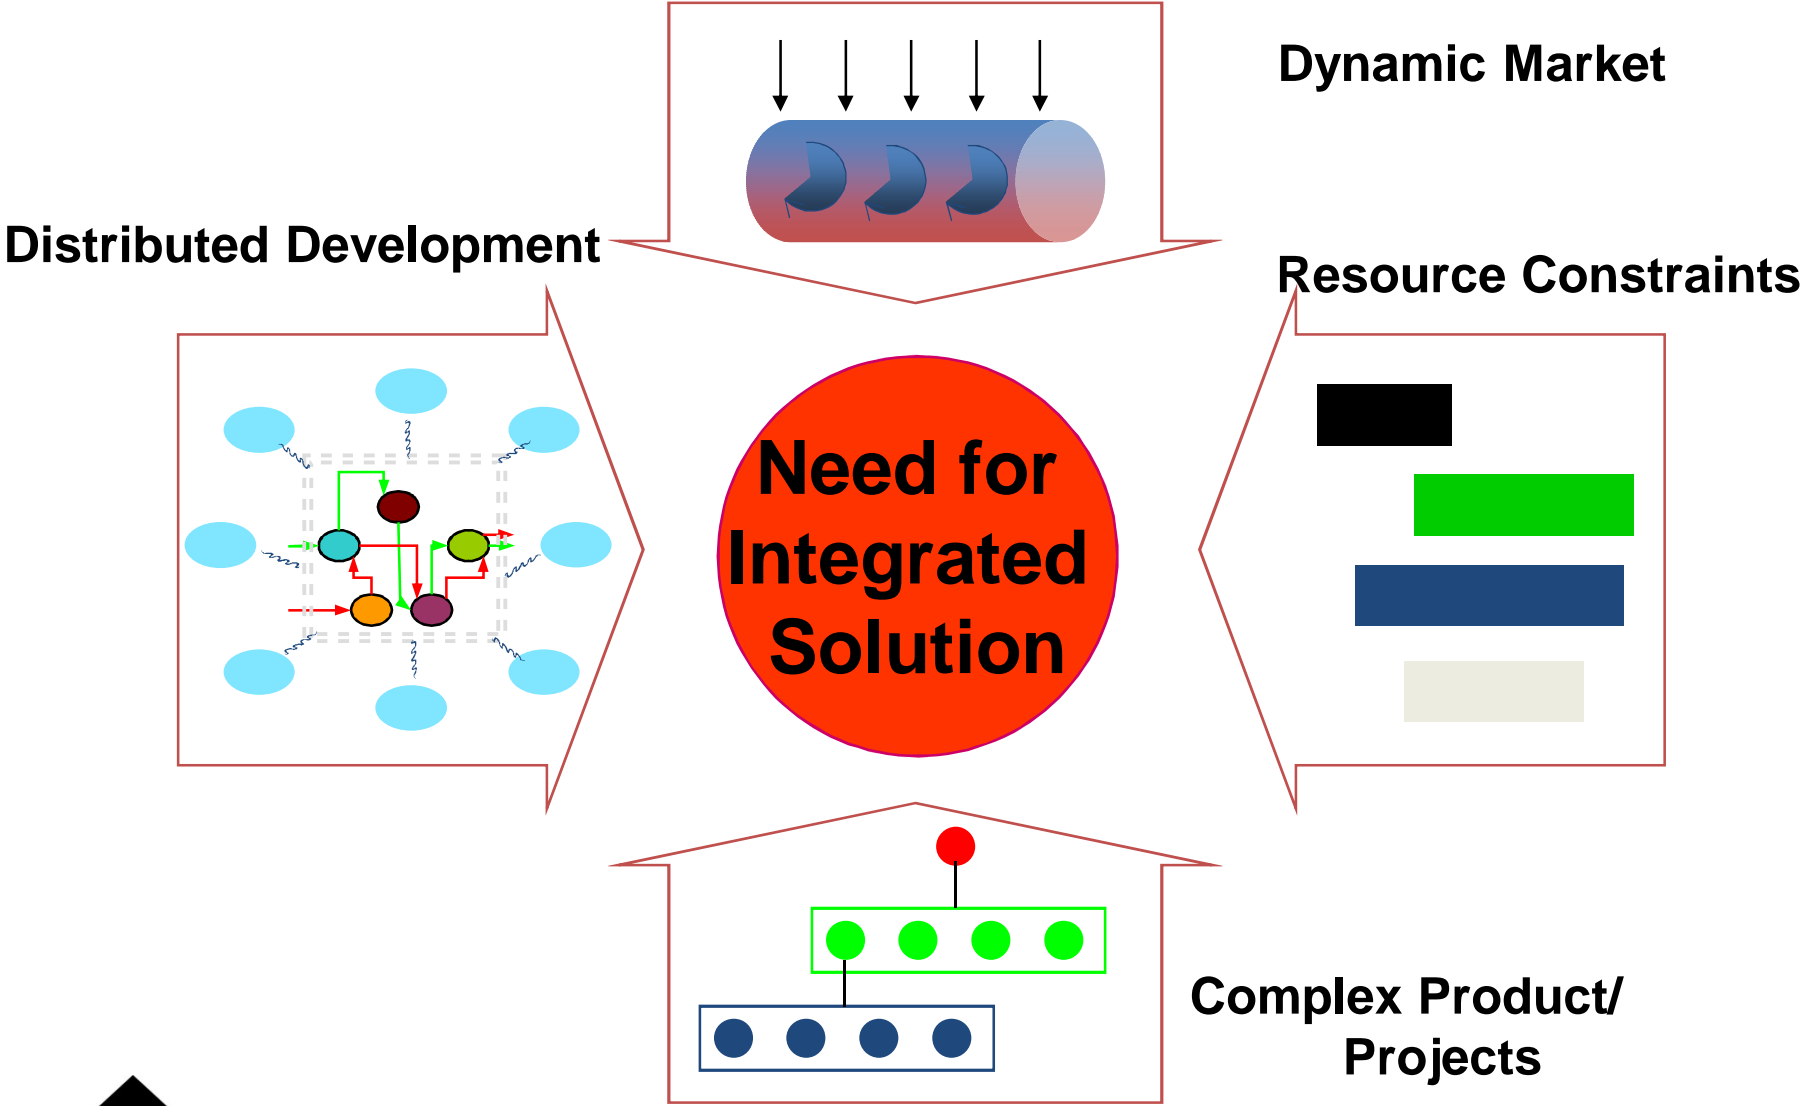 Dynamic Market
Distributed Development
Resource Constraints
Need for
Integrated
Solution
Complex Product/
Projects